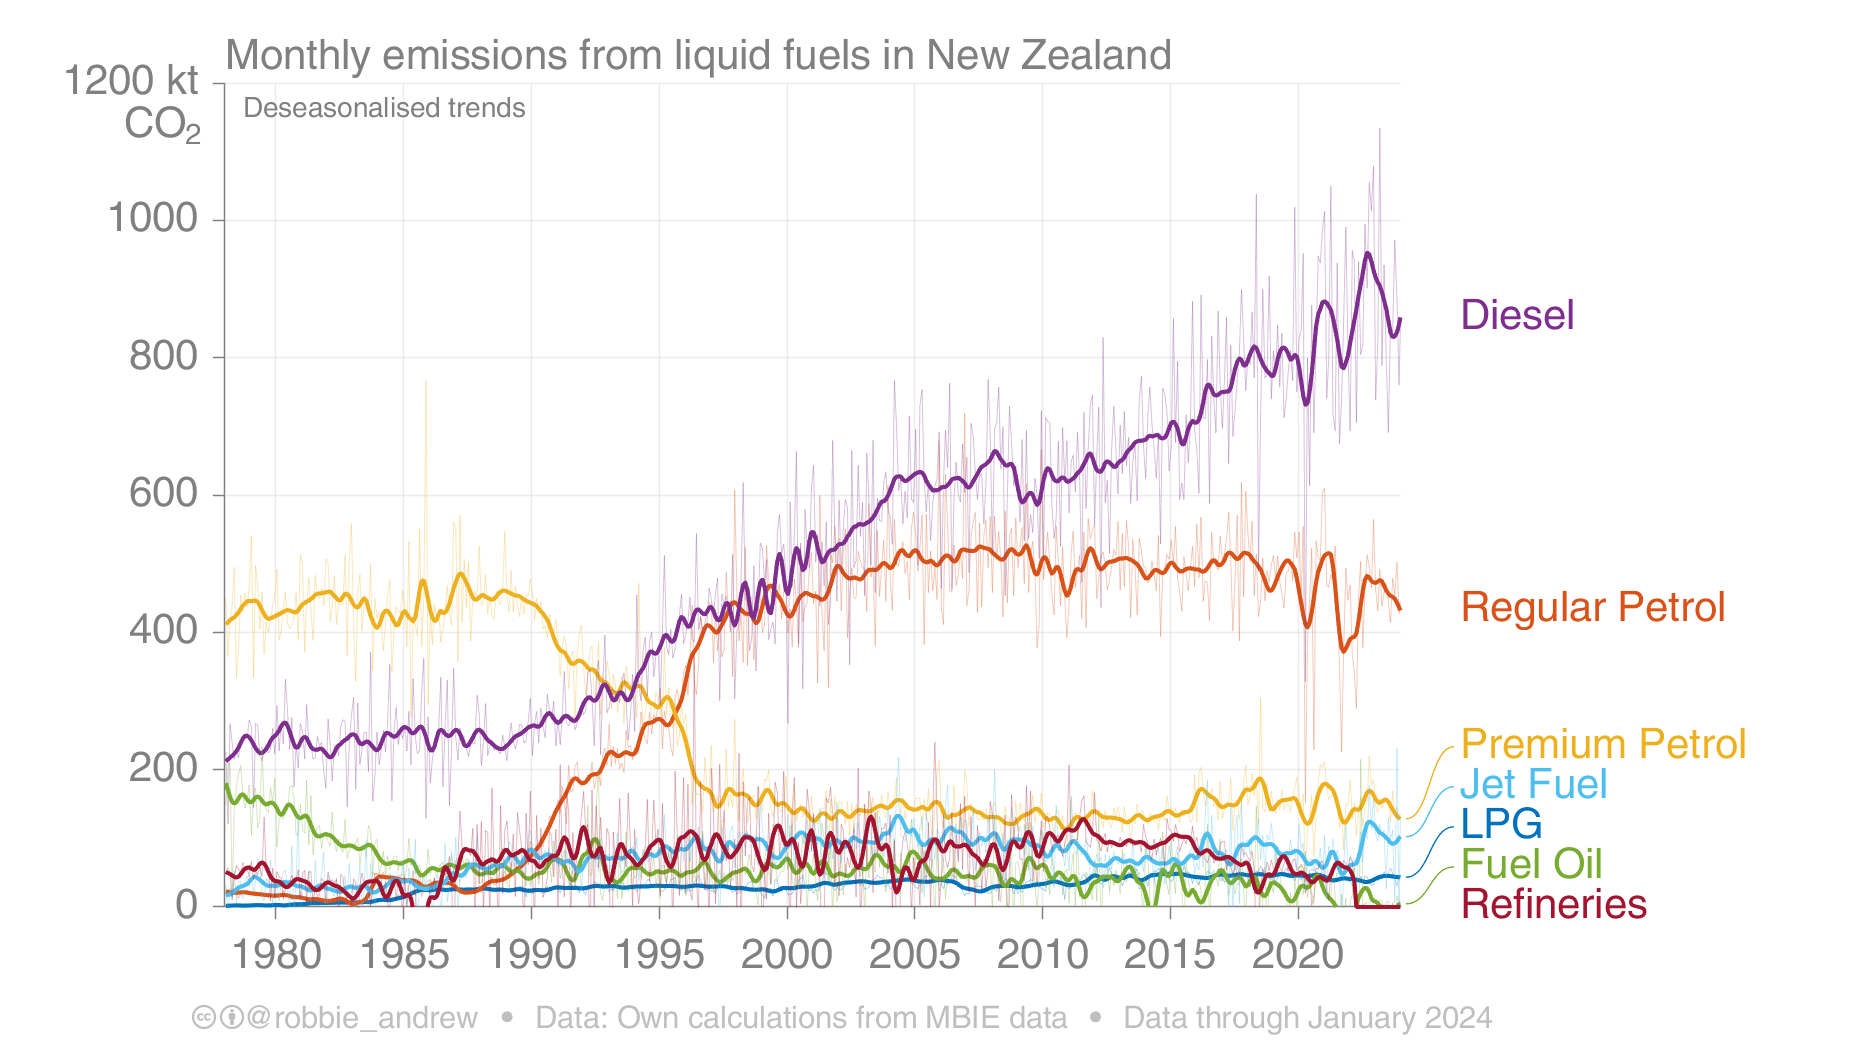 Monthly emissions from liquid fuels in New Zealand
1200 kt
CO₂
Deseasonalised trends
1000
800
600
400
200
0
Diesel
Regular Petrol
Premium Petrol
Jet Fuel
LPG
Fuel Oil
Refineries
1980 1985 1990 1995 2000 2005 2010 2015 2020
cc @robbie_andrew • Data: Own calculations from MBIE data • Data through January 2024